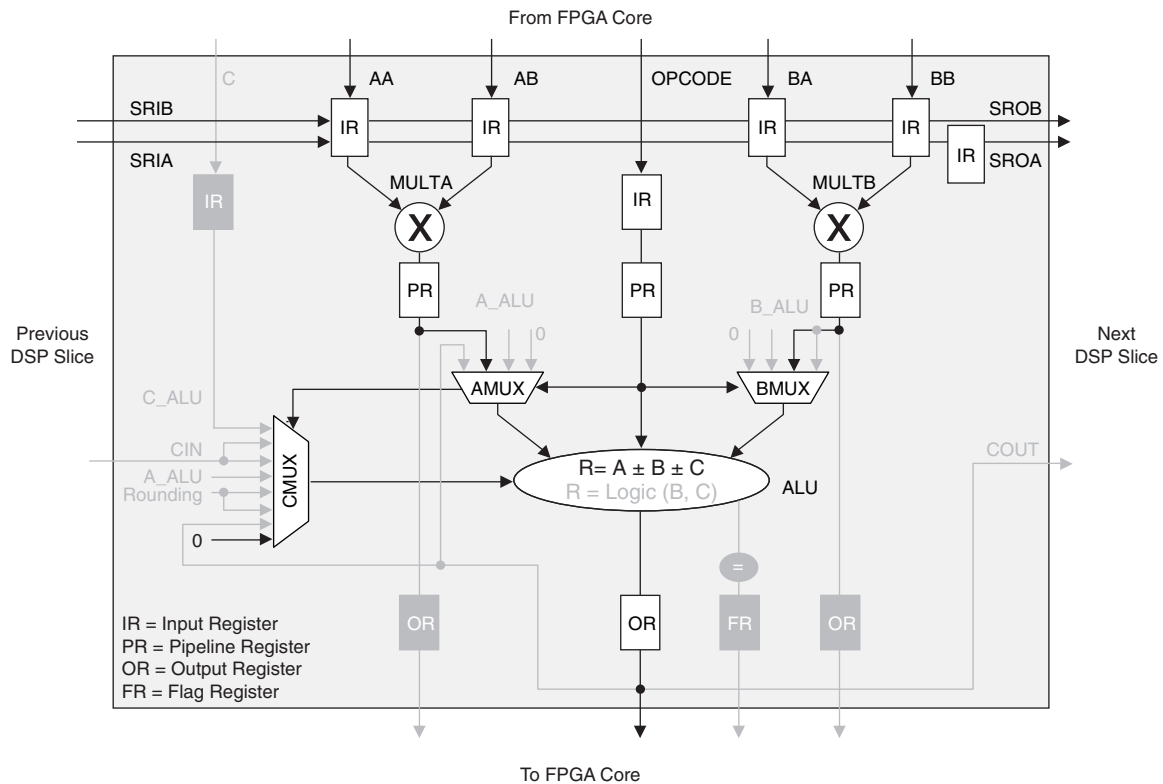 From FPGA Core
C
AA
AB
OPCODE
BA
BB
SRIB
SROB
IR
IR
IR
IR
SRIA
IR
SROA
IR
MULTA
IR
MULTB
X
X
PR
PR
PR
A_ALU
B_ALU
0
0
Previous
DSP Slice
Next
DSP Slice
AMUX
BMUX
C_ALU
CIN
A_ALU
Rounding
0
CMUX
R= A ± B ± C
R = Logic (B, C)
ALU
COUT
=
IR = Input Register
PR = Pipeline Register
OR = Output Register
FR = Flag Register
OR
OR
FR
OR
To FPGA Core